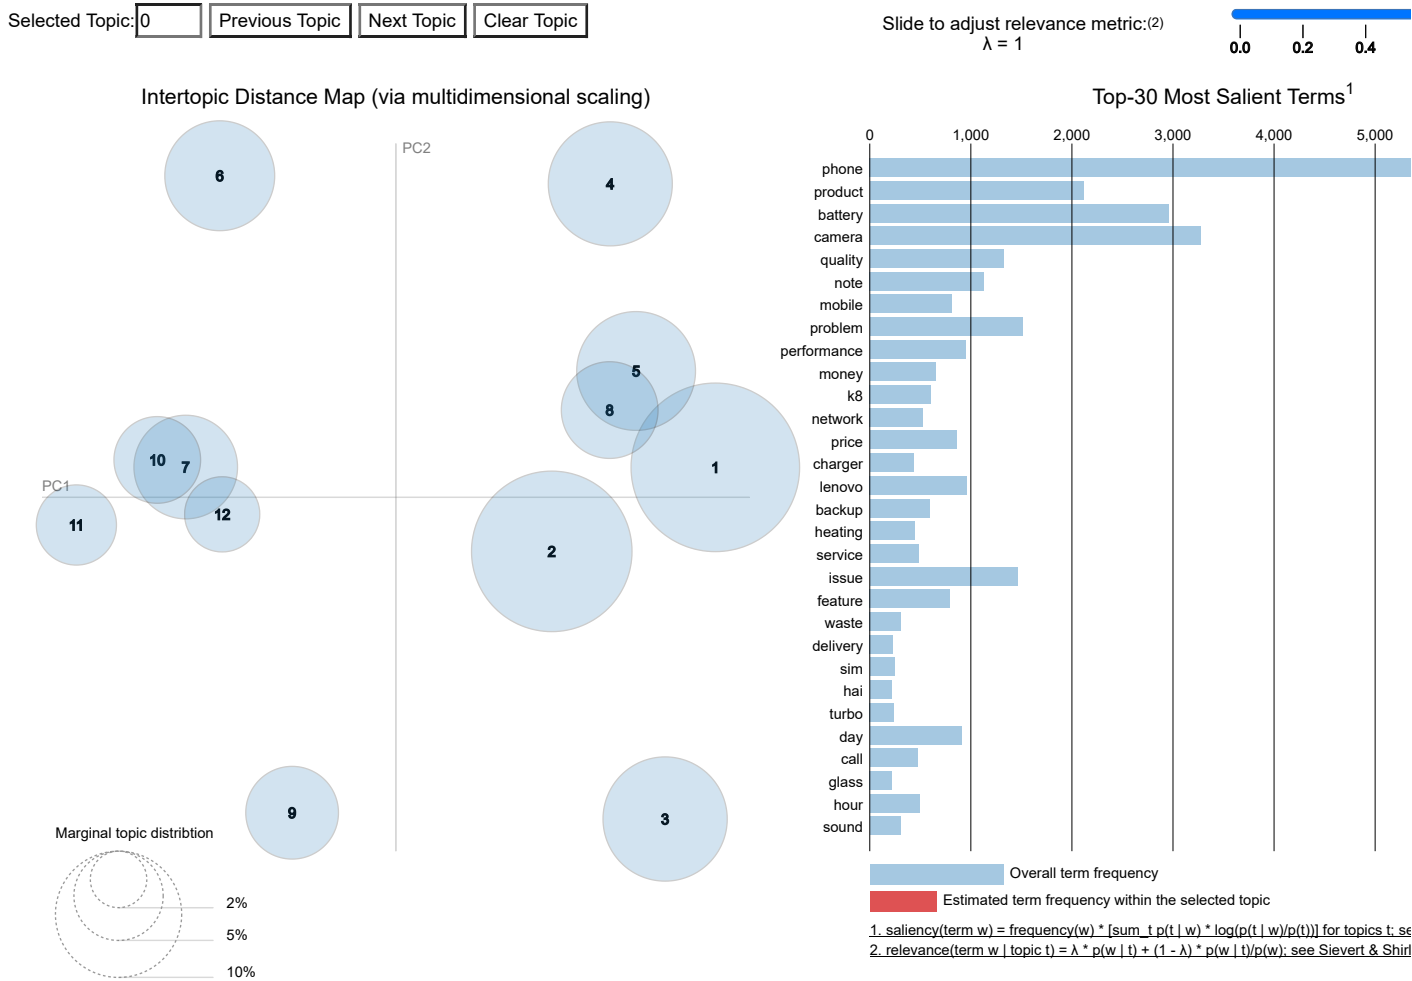 Selected Topic: 0 Previous Topic Next Topic Clear Topic
Slide to adjust relevance metric:(2)
λ = 1
0.0 0.2 0.4
Intertopic Distance Map (via multidimensional scaling)
PC2
PC1
6
4
5
8
1
10
7
12
11
2
9
3
Marginal topic distribtion
2%
5%
10%
Top-30 Most Salient Terms1
0 1,000 2,000 3,000 4,000 5,000
phone
product
battery
camera
quality
note
mobile
problem
performance
money
k8
network
price
charger
lenovo
backup
heating
service
issue
feature
waste
delivery
sim
hai
turbo
day
call
glass
hour
sound
Overall term frequency
Estimated term frequency within the selected topic
1. saliency(term w) = frequency(w) * [sum_t p(t | w) * log(p(t | w)/p(t))] for topics t;
2. relevance(term w | topic t) = λ * p(w | t) + (1 - λ) * p(w | t)/p(w); see Sievert &